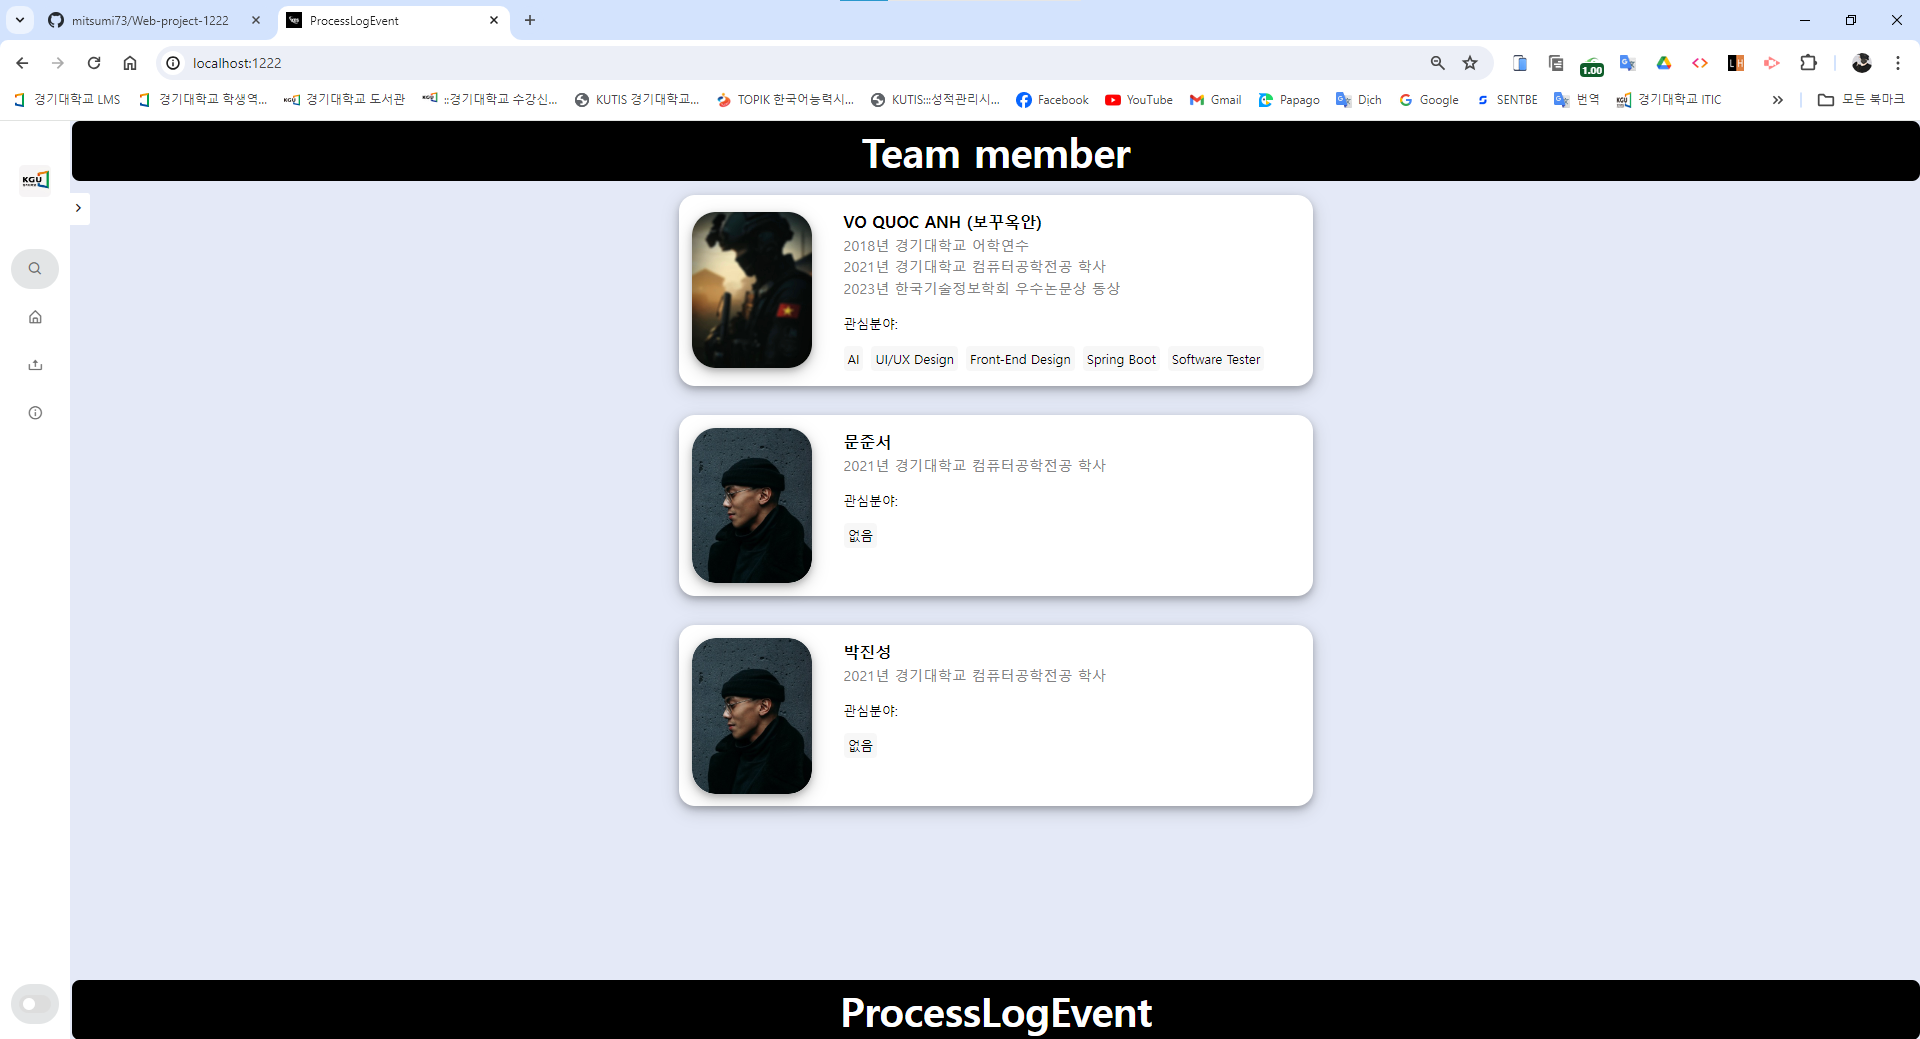 mitsumi73/Web-project-1222
ProcessLogEvent
localhost:1222
1.00
경기대학교 LMS
경기대학교 학생역...
경기대학교 도서관
::경기대학교 수강신...
KUTIS 경기대학교...
TOPIK 한국어능력시...
KUTIS:::성적관리시...
Facebook
YouTube
Gmail
Papago
Dịch
Google
SENTBE
번역
경기대학교 ITIC
모든 북마크
KGU
Team member
VO QUOC ANH (보꾸옥안)
2018년 경기대학교 어학연수
2021년 경기대학교 컴퓨터공학전공 학사
2023년 한국기술정보학회 우수논문상 동상
관심분야:
AI UI/UX Design Front-End Design Spring Boot Software Tester
문준서
2021년 경기대학교 컴퓨터공학전공 학사
관심분야:
없음
박진성
2021년 경기대학교 컴퓨터공학전공 학사
관심분야:
없음
ProcessLogEvent